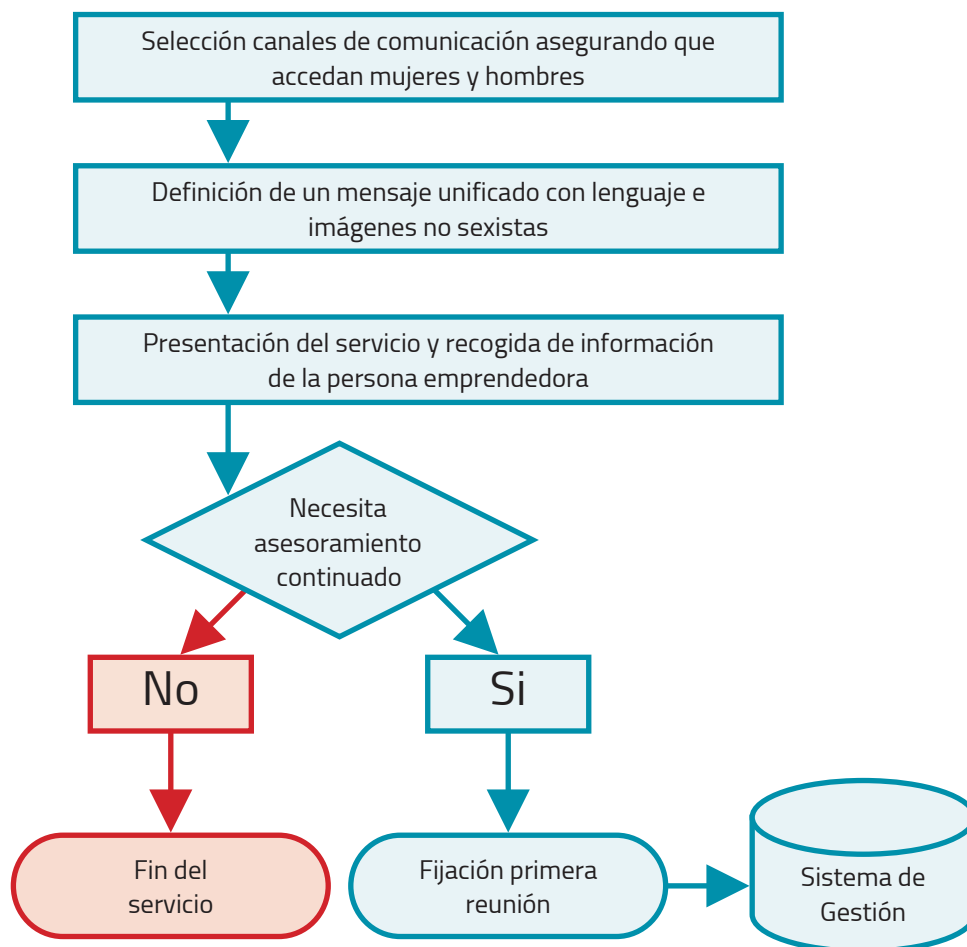 Selección canales de comunicación asegurando que
accedan mujeres y hombres
Definición de un mensaje unificado con lenguaje e
imágenes no sexistas
Presentación del servicio y recogida de información
de la persona emprendedora
Necesita
asesoramiento
continuado
No
Si
Fin del
servicio
Fijación primera
reunión
Sistema de
Gestión